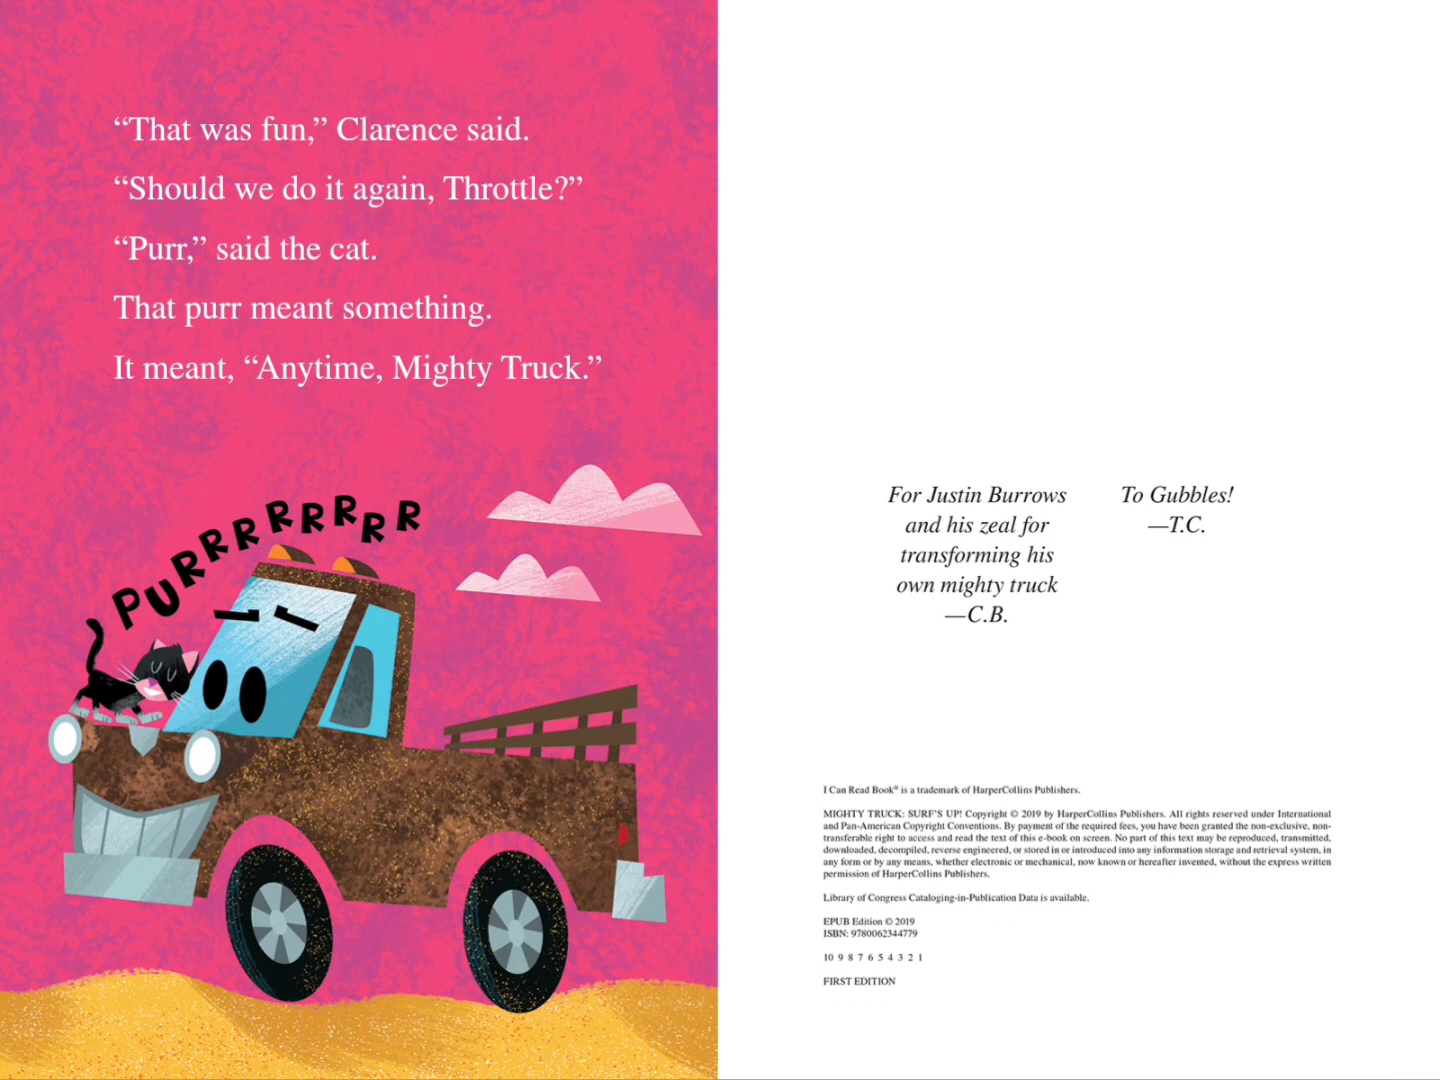 “That was fun,” Clarence said.
“Should we do it again, Throttle?”
“Purr,” said the cat.
That purr meant something.
It meant, “Anytime, Mighty Truck.”
PURRRRRRRRR
For Justin Burrows
and his zeal for
transforming his
own mighty truck
—C.B.
To Gubbles!
—T.C.
I Can Read Book® is a trademark of HarperCollins Publishers.
MIGHTY TRUCK: SURF’S UP! Copyright © 2019 by HarperCollins Publishers. All rights reserved under International
and Pan-American Copyright Conventions. By payment of the required fees, you have been granted the non-exclusive, non-
transferable right to access and read the text of this e-book on screen. No part of this text may be reproduced, transmitted,
downloaded, decompiled, reverse engineered, or stored in or introduced into any information storage and retrieval system, in
any form or by any means, whether electronic or mechanical, now known or hereafter invented, without the express written
permission of HarperCollins Publishers.
Library of Congress Cataloging-in-Publication Data is available.
EPUB Edition © 2019
ISBN: 9780062344779
10 9 8 7 6 5 4 3 2 1
FIRST EDITION